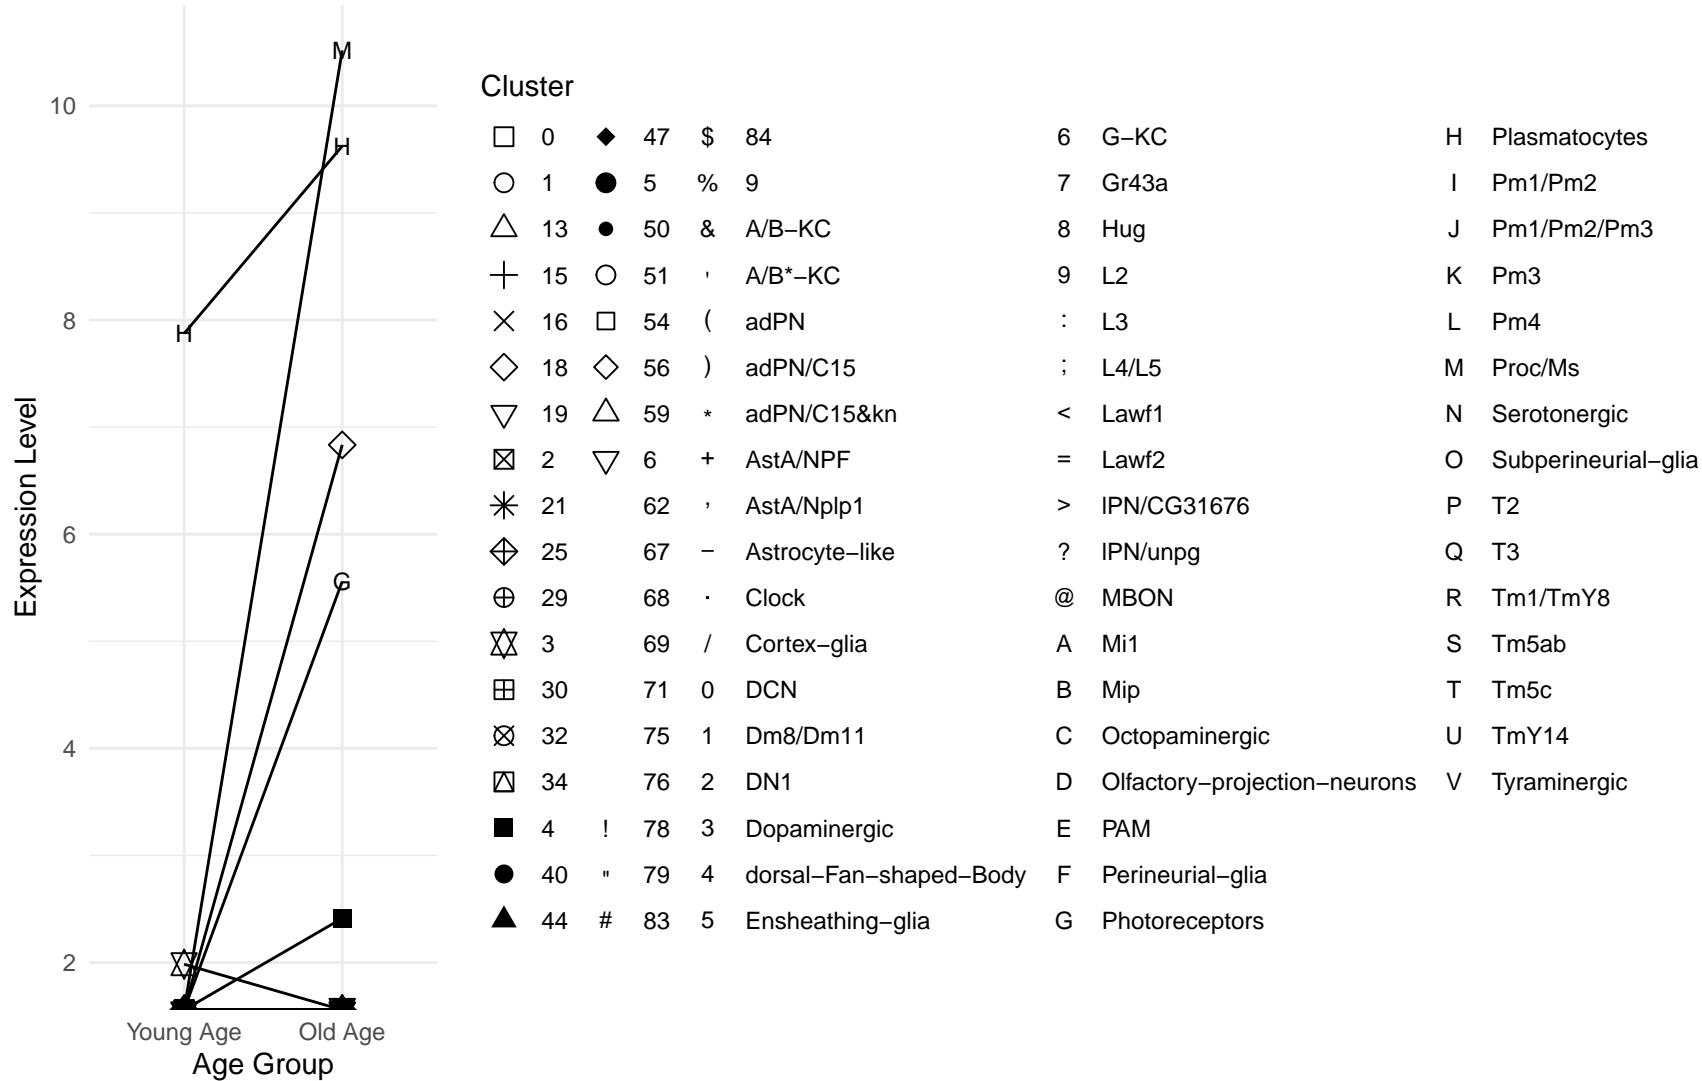 Expression Level
10
8
6
4
2
M
H
H
G
Young Age Old Age
Age Group
Cluster
0 47 $ 84 6 G−KC H Plasmatocytes
1 5 % 9 7 Gr43a I Pm1/Pm2
13 50 & A/B−KC 8 Hug J Pm1/Pm2/Pm3
15 51 ' A/B*−KC 9 L2 K Pm3
16 54 ( adPN : L3 L Pm4
18 56 ) adPN/C15 ; L4/L5 M Proc/Ms
19 59 * adPN/C15&kn < Lawf1 N Serotonergic
2 6 + AstA/NPF = Lawf2 O Subperineurial−glia
21 62 , AstA/Nplp1 > lPN/CG31676 P T2
25 67 − Astrocyte−like ? lPN/unpg Q T3
29 68 . Clock @ MBON R Tm1/TmY8
3 69 / Cortex−glia A Mi1 S Tm5ab
30 71 0 DCN B Mip T Tm5c
32 75 1 Dm8/Dm11 C Octopaminergic U TmY14
34 76 2 DN1 D Olfactory−projection−neurons V Tyraminergic
4 ! 78 3 Dopaminergic E PAM
40 " 79 4 dorsal−Fan−shaped−Body F Perineurial−glia
44 # 83 5 Ensheathing−glia G Photoreceptors